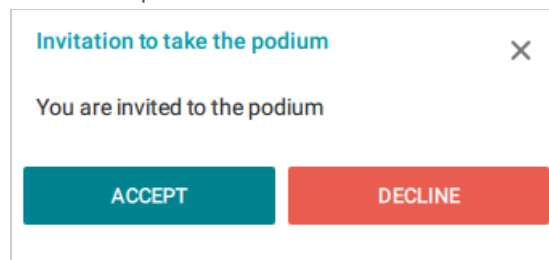 Invitation to take the podium
You are invited to the podium
ACCEPT
DECLINE